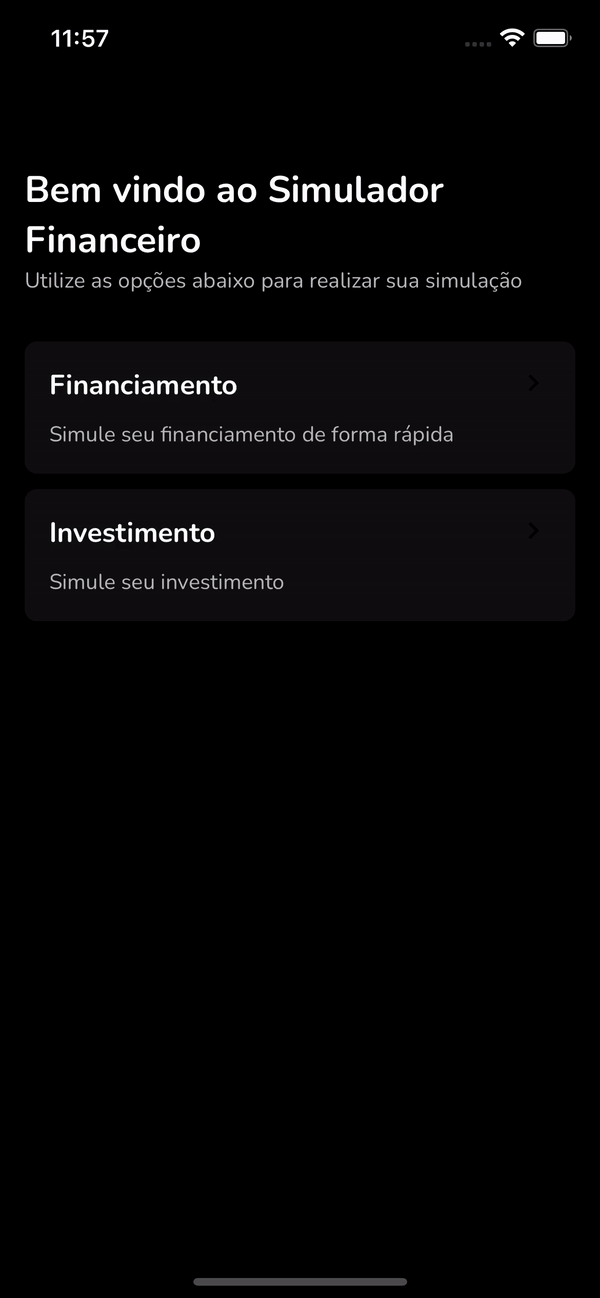 11:57
Bem vindo ao Simulador
Financeiro
Utilize as opções abaixo para realizar sua simulação
Financiamento
Simule seu financiamento de forma rápida
Investimento
Simule seu investimento